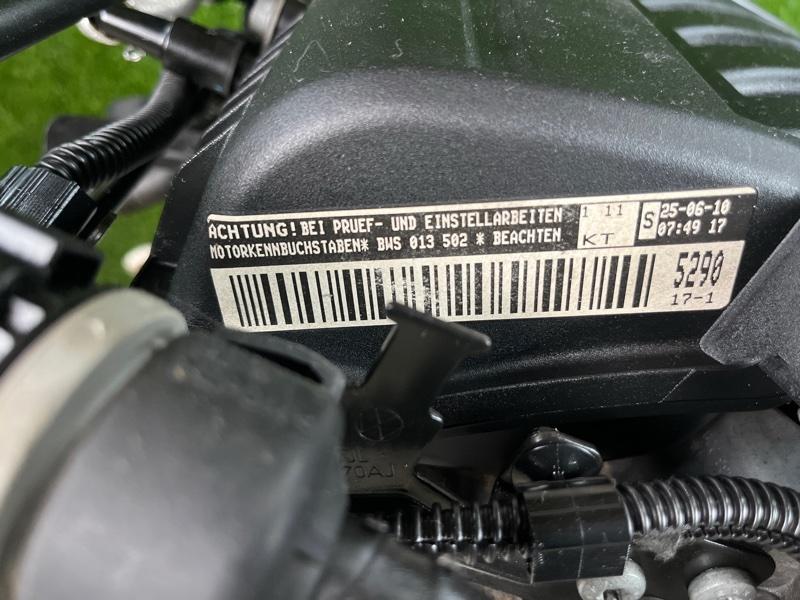 ACHTUNG! BEI PRUEF- UND EINSTELLARBEITEN
MOTORKENNBUCHSTABEN* BWS 013 502 * BEACHTEN
1 11
KT
S
25-06-10
07:49 17
5290
17-1
70AJ